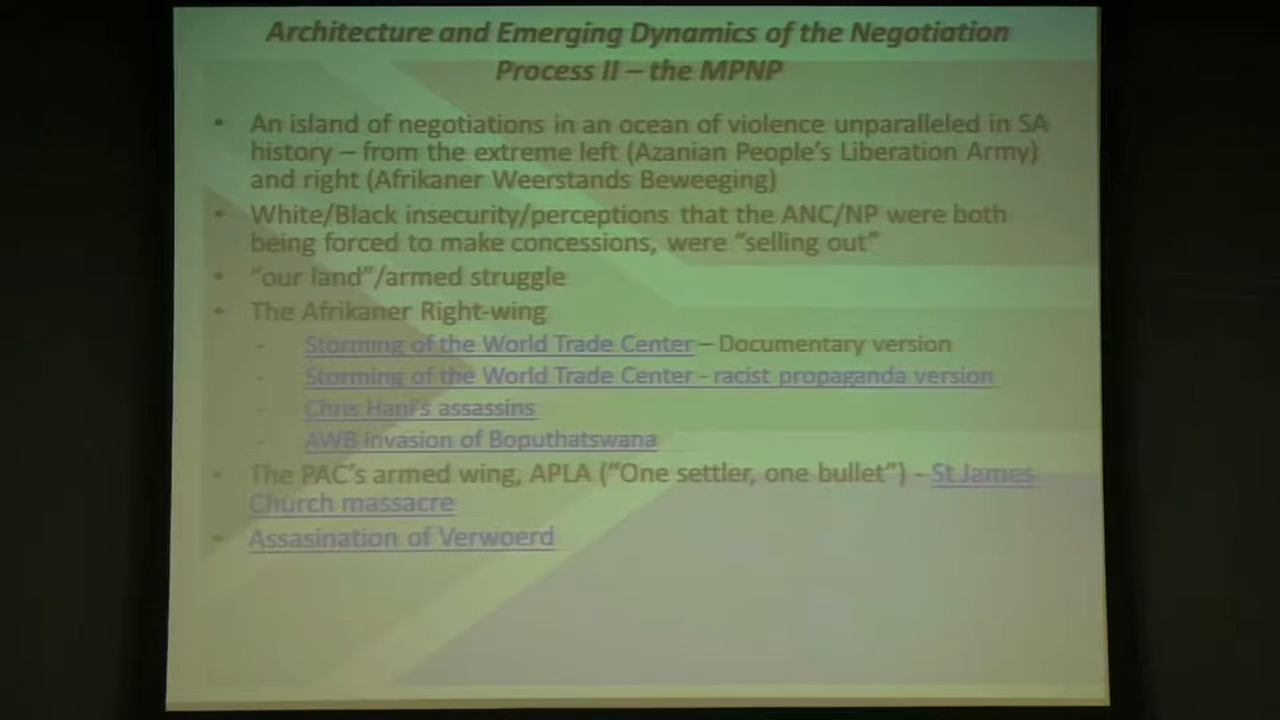 Architecture and Emerging Dynamics of the Negotiation
Process II – the MPNP
• An island of negotiations in an ocean of violence unparalleled in SA
history – from the extreme left (Azanian People's Liberation Army)
and right (Afrikaner Weerstands Beweeging)
• White/Black insecurity/perceptions that the ANC/NP were both
being forced to make concessions, were "selling out"
• "our land"/armed struggle
• The Afrikaner Right-wing
- Storming of the World Trade Center – Documentary version
- Storming of the World Trade Center - racist propaganda version
- Chris Hani's assassins
- AWB invasion of Boputhatswana
• The PAC's armed wing, APLA ("One settler, one bullet") - St James
Church massacre
• Assasination of Verwoerd